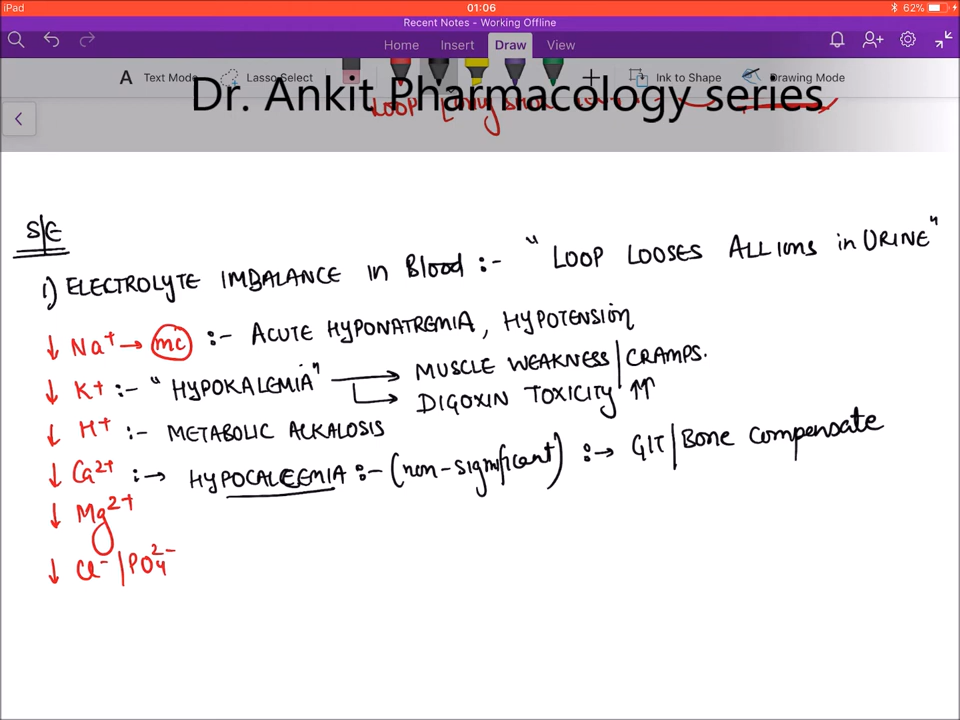 iPad 01:06 62%
Recent Notes - Working Offline
Home Insert Draw View
A Text Mode Lasso Select Ink to Shape Drawing Mode
Dr. Ankit Pharmacology series
LOOP
S/E
1) ELECTROLYTE IMBALANCE in Blood :- "LOOP LOOSES ALL IONS in URINE"
↓ Na⁺ → mc :- ACUTE HYPONATREMIA, HYPOTENSION
↓ K⁺ :- "HYPOKALEMIA" → MUSCLE WEAKNESS/CRAMPS.
→ DIGOXIN TOXICITY ↑↑
↓ H⁺ :- METABOLIC ALKALOSIS
↓ Ca²⁺ :→ HYPOCALEEMIA :- (non-significant) :→ GIT/Bone compensate
↓ Mg²⁺
↓ Cl⁻/PO₄²⁻